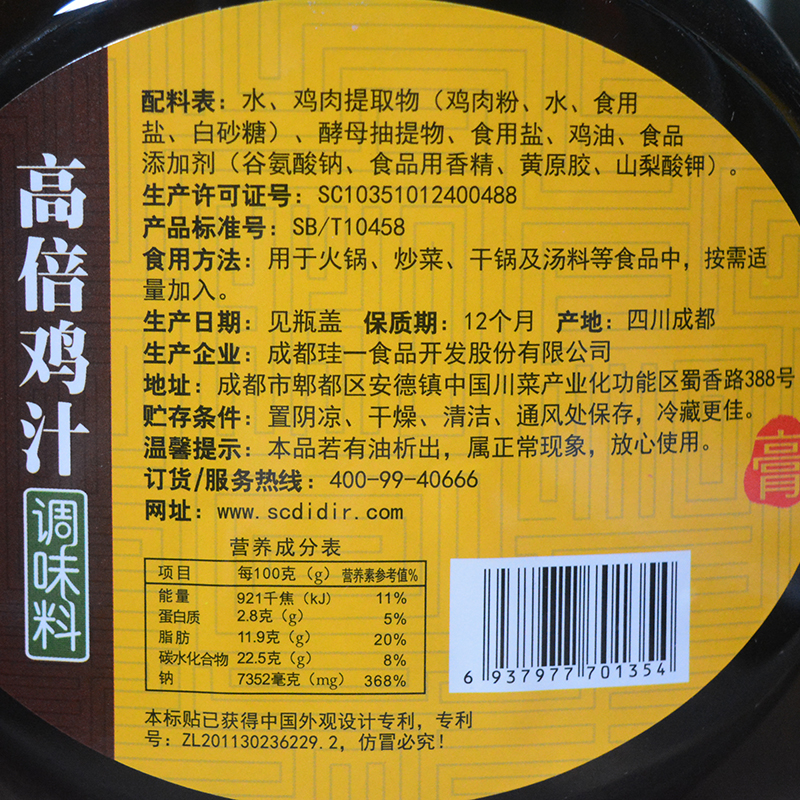 高倍鸡汁
调味料
配料表：水、鸡肉提取物（鸡肉粉、水、食用
盐、白砂糖）、酵母抽提物、食用盐、鸡油、食品
添加剂（谷氨酸钠、食品用香精、黄原胶、山梨酸钾）。
生产许可证号：SC10351012400488
产品标准号：SB/T10458
食用方法：用于火锅、炒菜、干锅及汤料等食品中，按需适
量加入。
生产日期：见瓶盖 保质期：12个月 产地：四川成都
生产企业：成都珪一食品开发股份有限公司
地址：成都市郫都区安德镇中国川菜产业化功能区蜀香路388号
贮存条件：置阴凉、干燥、清洁、通风处保存，冷藏更佳。
温馨提示：本品若有油析出，属正常现象，放心使用。
订货/服务热线：400-99-40666
网址：www.scdidir.com
膏
营养成分表
项目 每100克（g） 营养素参考值%
能量 921千焦（kJ） 11%
蛋白质 2.8克（g） 5%
脂肪 11.9克（g） 20%
碳水化合物 22.5克（g） 8%
钠 7352毫克（mg） 368%
6 937977 701354
本标贴已获得中国外观设计专利，专利
号：ZL201130236229.2，仿冒必究！